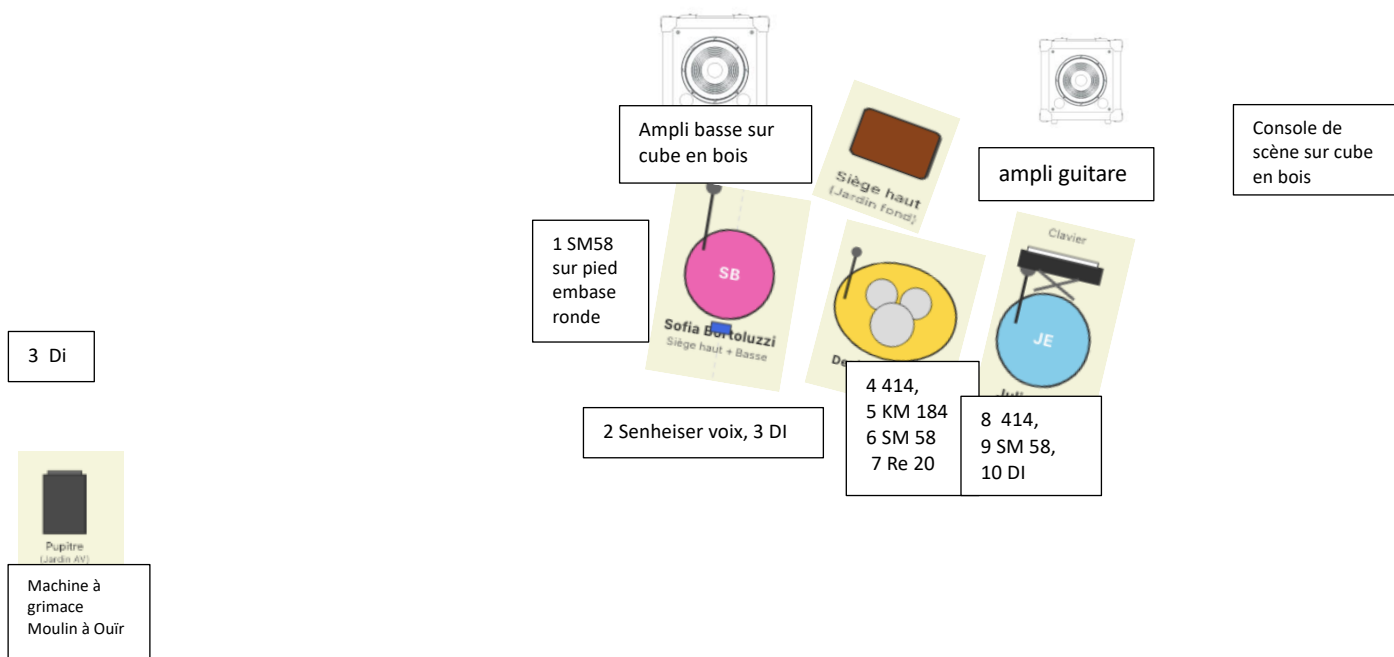 Ampli basse sur
cube en bois
Siège haut
(Jardin fond)
ampli guitare
Console de
scène sur cube
en bois
1 SM58
sur pied
embase
ronde
SB
Sofia Bortoluzzi
Siège haut + Basse
Clavier
JE
3 Di
2 Senheiser voix, 3 DI
4 414,
5 KM 184
6 SM 58
7 Re 20
8 414,
9 SM 58,
10 DI
Pupitre
(Jardin AV)
Machine à
grimace
Moulin à Ouïr